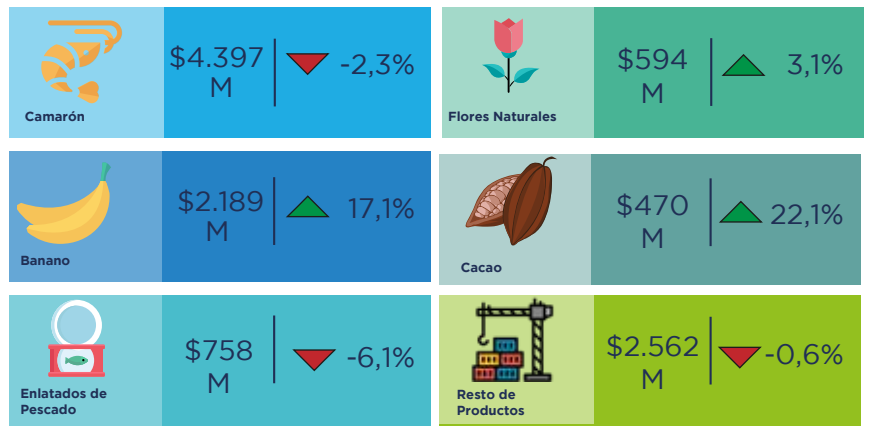 $4.397
M
-2,3%
Camarón
$594
M
3,1%
Flores Naturales
$2.189
M
17,1%
Banano
$470
M
22,1%
Cacao
$758
M
-6,1%
Enlatados de
Pescado
$2.562
M
-0,6%
Resto de
Productos